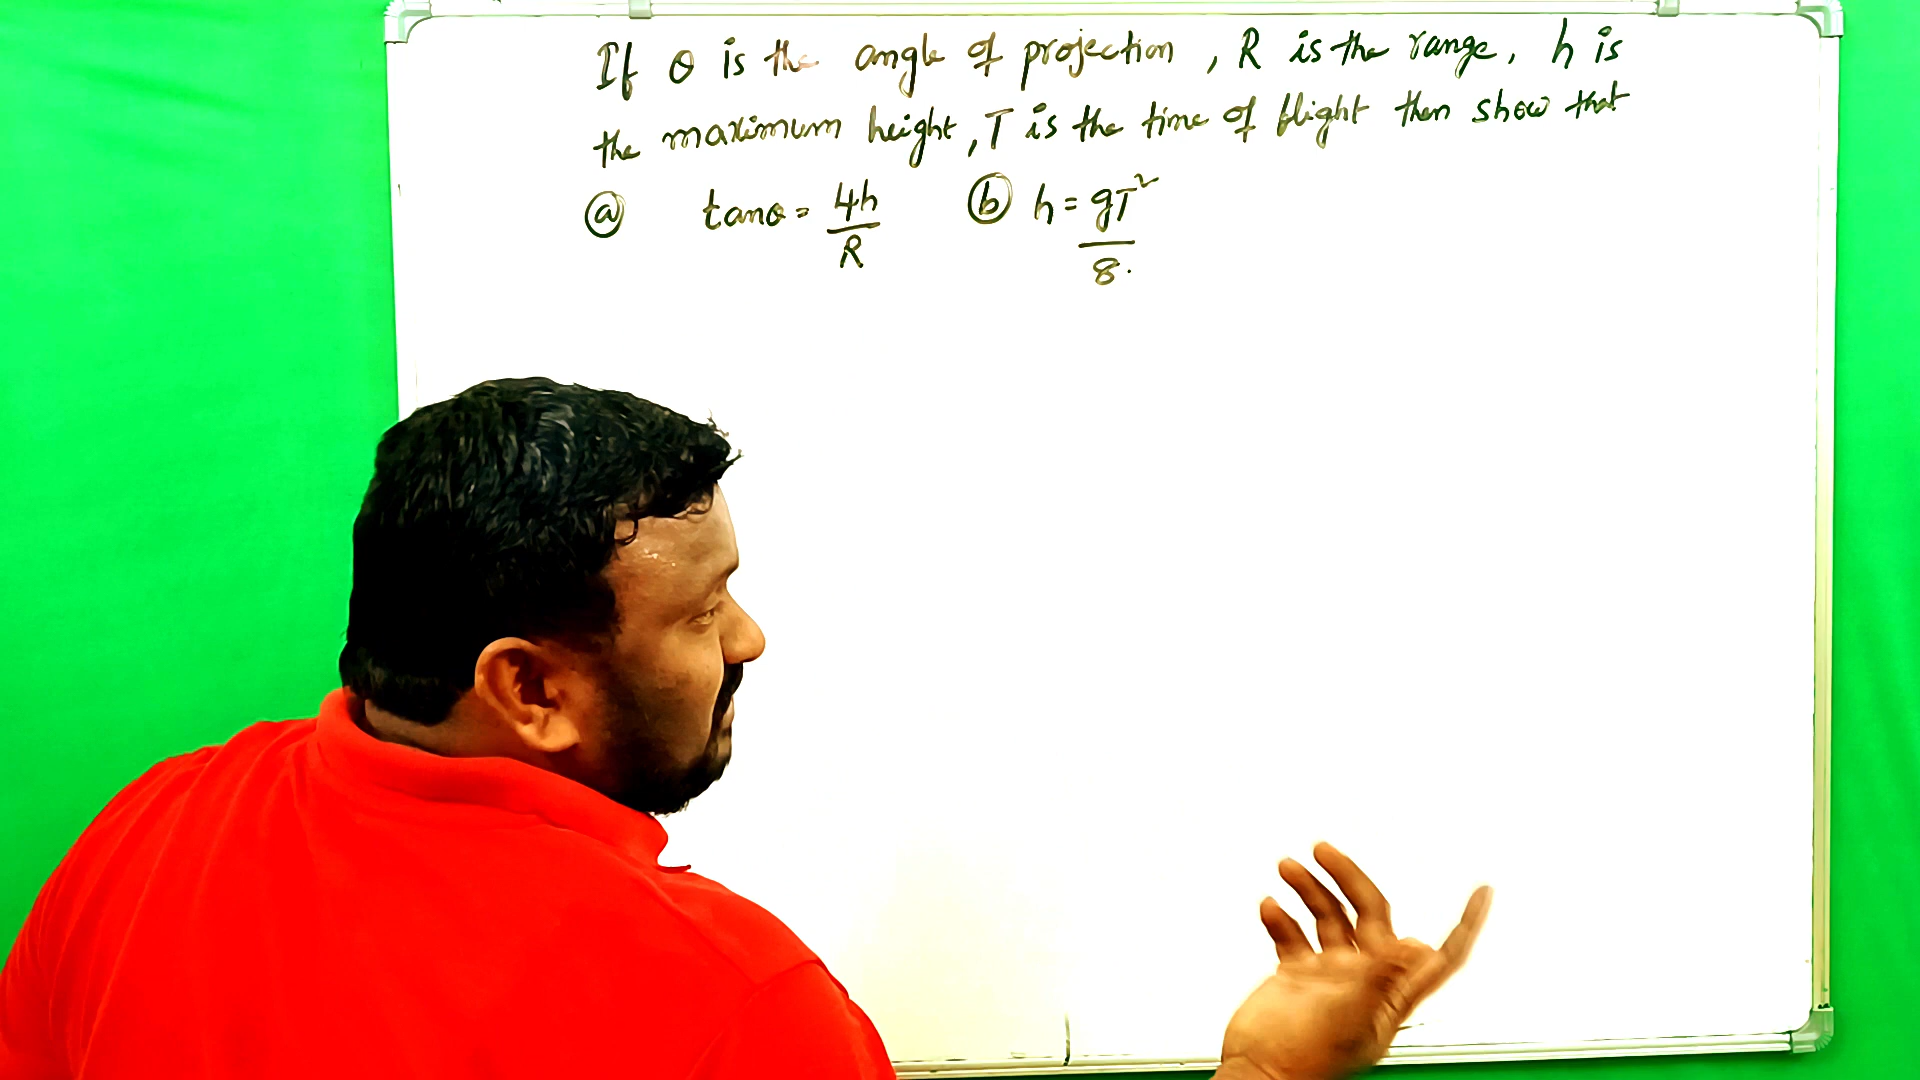 If θ is the angle of projection, R is the range, h is
the maximum height, T is the time of flight then show that
ⓐ tanθ = 4h/R ⓑ h = gT²/8.